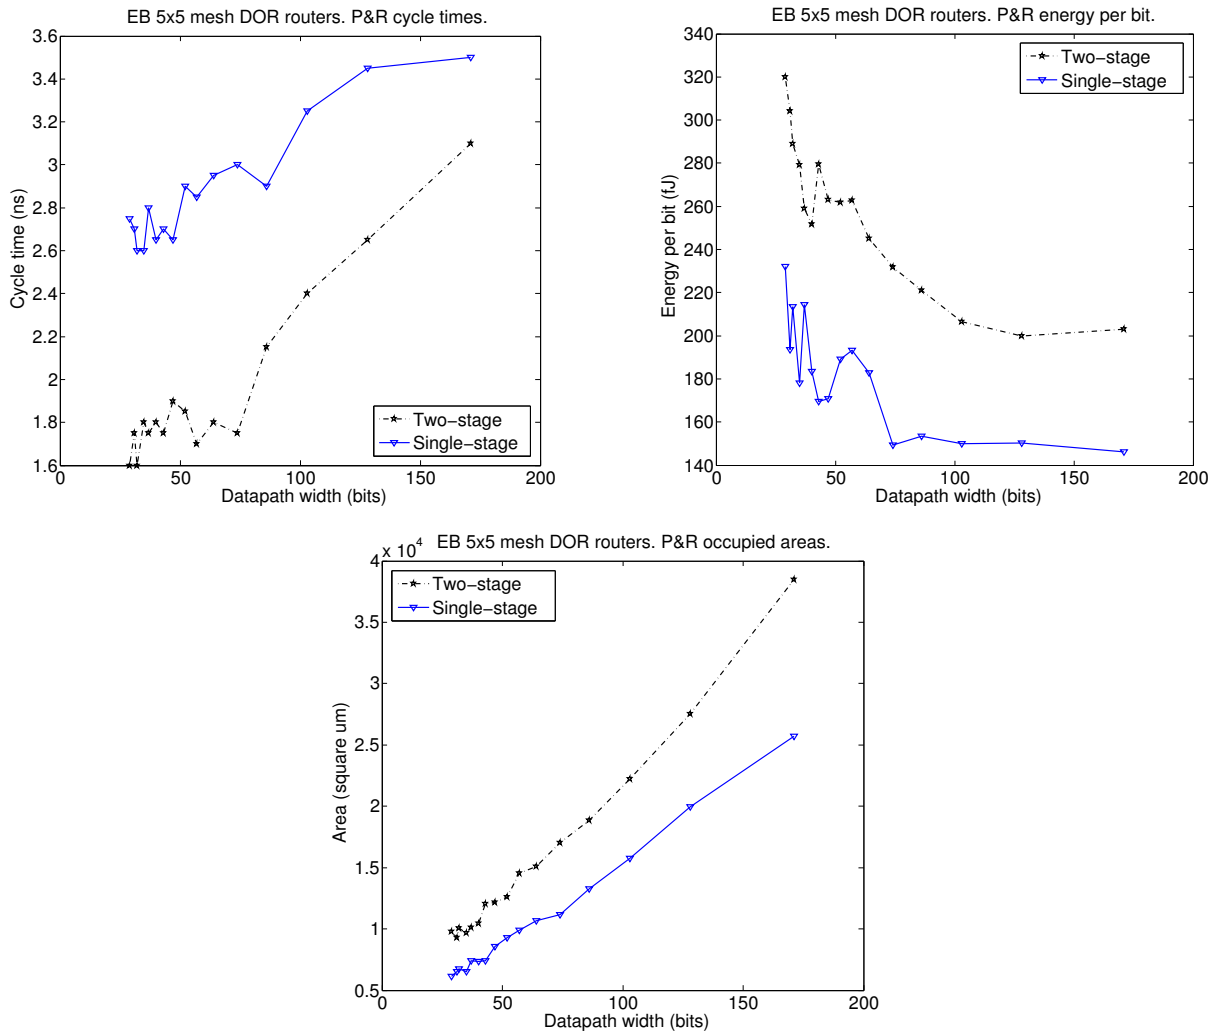 EB 5x5 mesh DOR routers. P&R cycle times.
3.6
3.4
3.2
3
2.8
2.6
2.4
2.2
2
1.8
1.6
0
50
100
150
200
Cycle time (ns)
Datapath width (bits)
Two−stage
Single−stage
EB 5x5 mesh DOR routers. P&R energy per bit.
340
320
300
280
260
240
220
200
180
160
140
0
50
100
150
200
Energy per bit (fJ)
Datapath width (bits)
Two−stage
Single−stage
EB 5x5 mesh DOR routers. P&R occupied areas.
x 10^4
4
3.5
3
2.5
2
1.5
1
0.5
0
50
100
150
200
Area (square um)
Datapath width (bits)
Two−stage
Single−stage